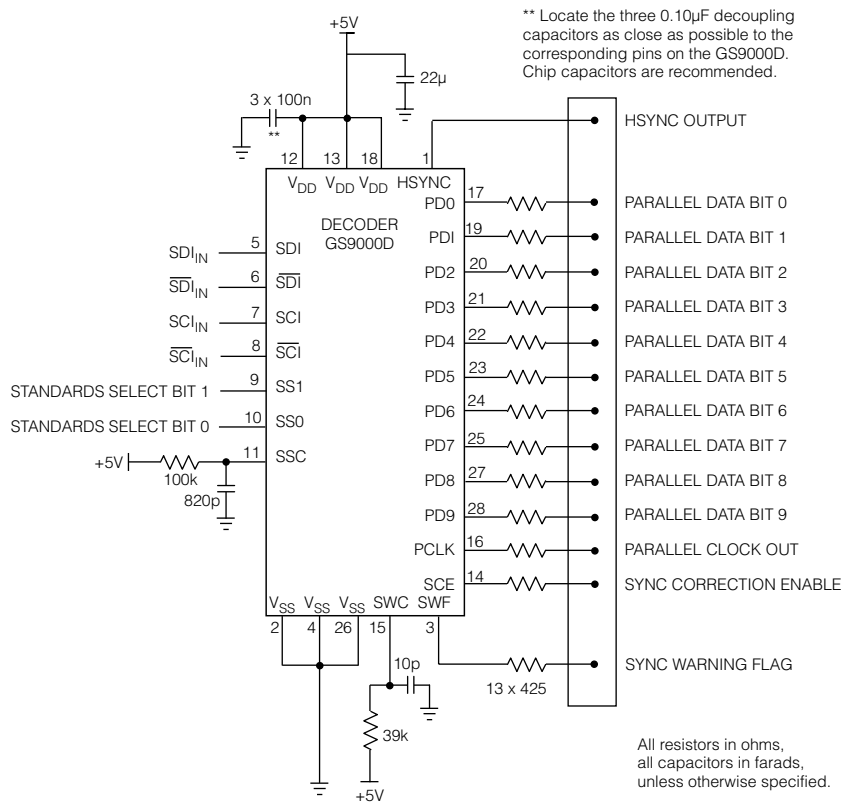 +5V
** Locate the three 0.10µF decoupling
capacitors as close as possible to the
corresponding pins on the GS9000D.
Chip capacitors are recommended.
22µ
3 x 100n
**
HSYNC OUTPUT
12 13 18 1
VDD VDD VDD HSYNC
DECODER
GS9000D
PD0 17 PARALLEL DATA BIT 0
PDI 19 PARALLEL DATA BIT 1
PD2 20 PARALLEL DATA BIT 2
PD3 21 PARALLEL DATA BIT 3
PD4 22 PARALLEL DATA BIT 4
PD5 23 PARALLEL DATA BIT 5
PD6 24 PARALLEL DATA BIT 6
PD7 25 PARALLEL DATA BIT 7
PD8 27 PARALLEL DATA BIT 8
PD9 28 PARALLEL DATA BIT 9
PCLK 16 PARALLEL CLOCK OUT
SCE 14 SYNC CORRECTION ENABLE
SDIIN 5 SDI
S̅D̅I̅IN 6 S̅D̅I̅
SCIIN 7 SCI
S̅C̅I̅IN 8 S̅C̅I̅
STANDARDS SELECT BIT 1 9 SS1
STANDARDS SELECT BIT 0 10 SS0
+5V 11 SSC
100k
820p
VSS VSS VSS SWC SWF
2 4 26 15 3
10p
SYNC WARNING FLAG
13 x 425
39k
+5V
All resistors in ohms,
all capacitors in farads,
unless otherwise specified.